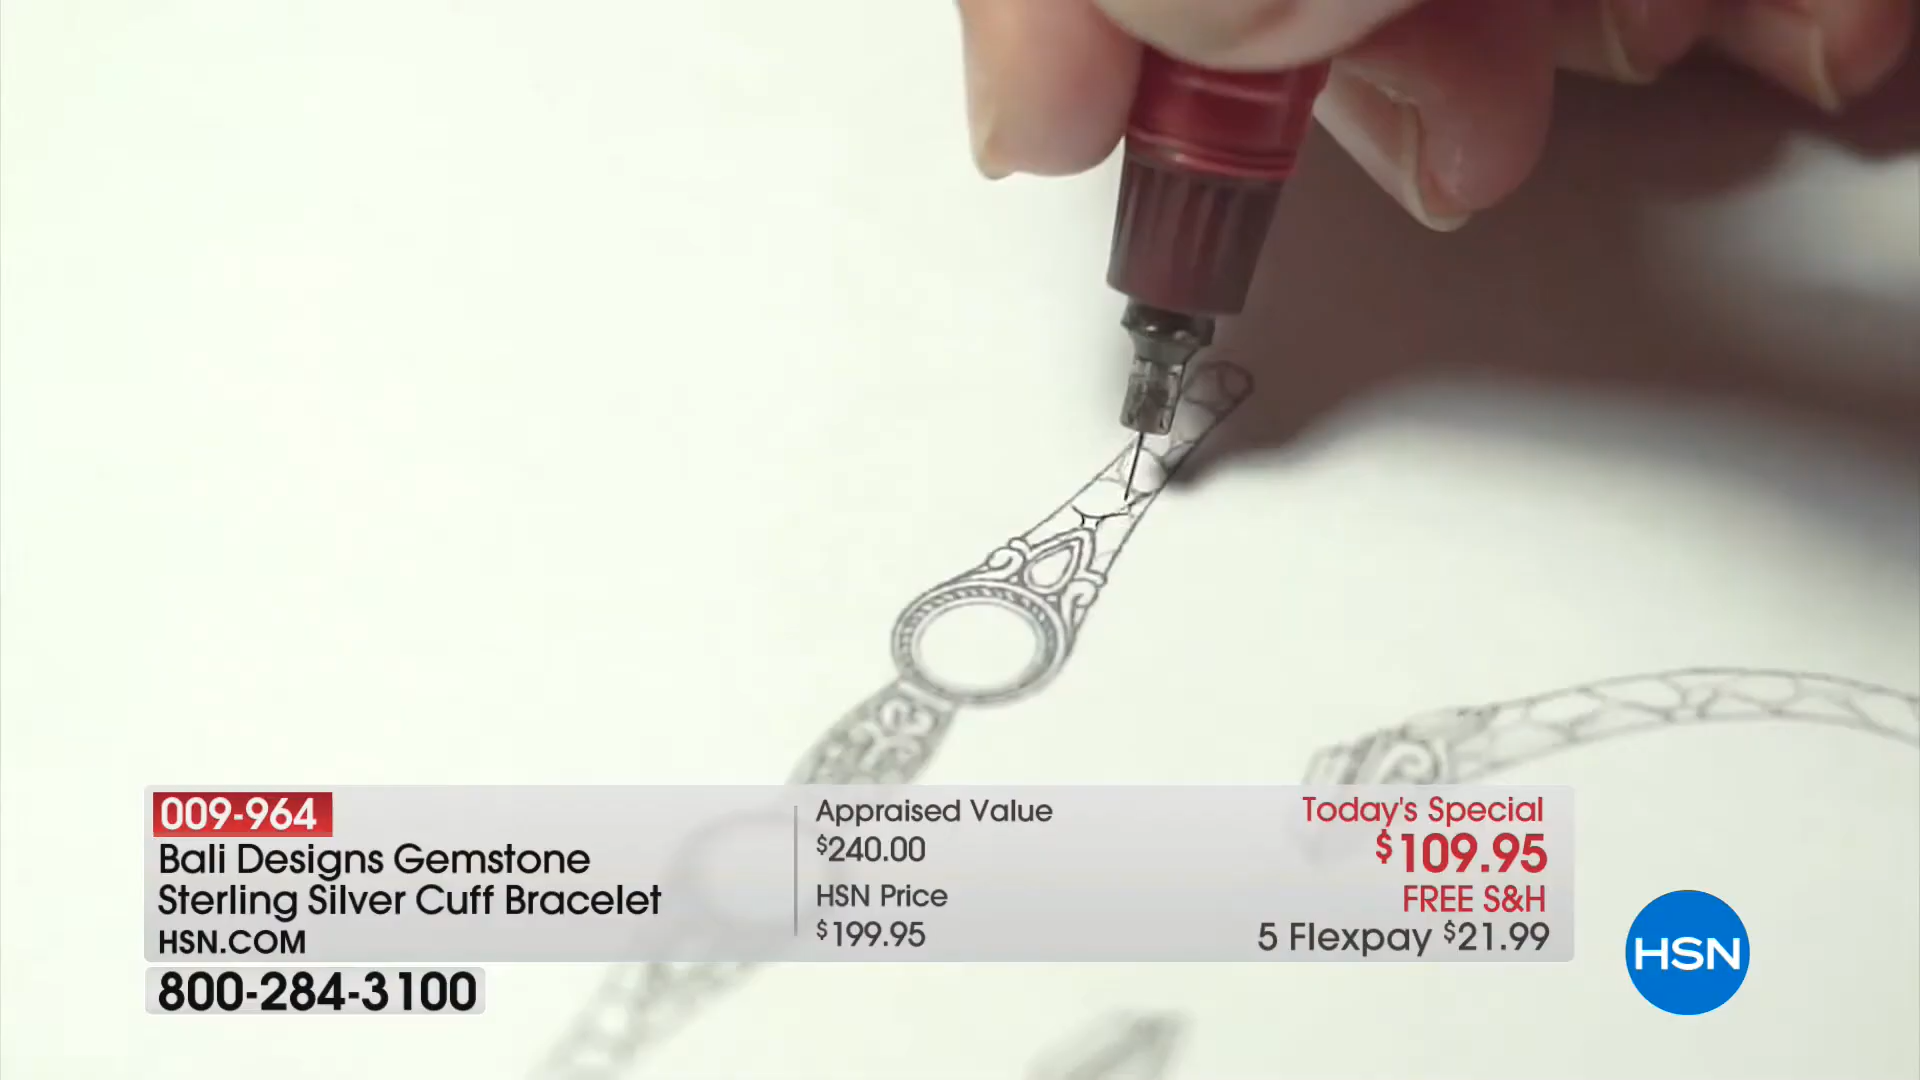 009-964
Bali Designs Gemstone
Sterling Silver Cuff Bracelet
HSN.COM
800-284-3100
Appraised Value
$240.00
HSN Price
$199.95
Today's Special
$109.95
FREE S&H
5 Flexpay $21.99
HSN